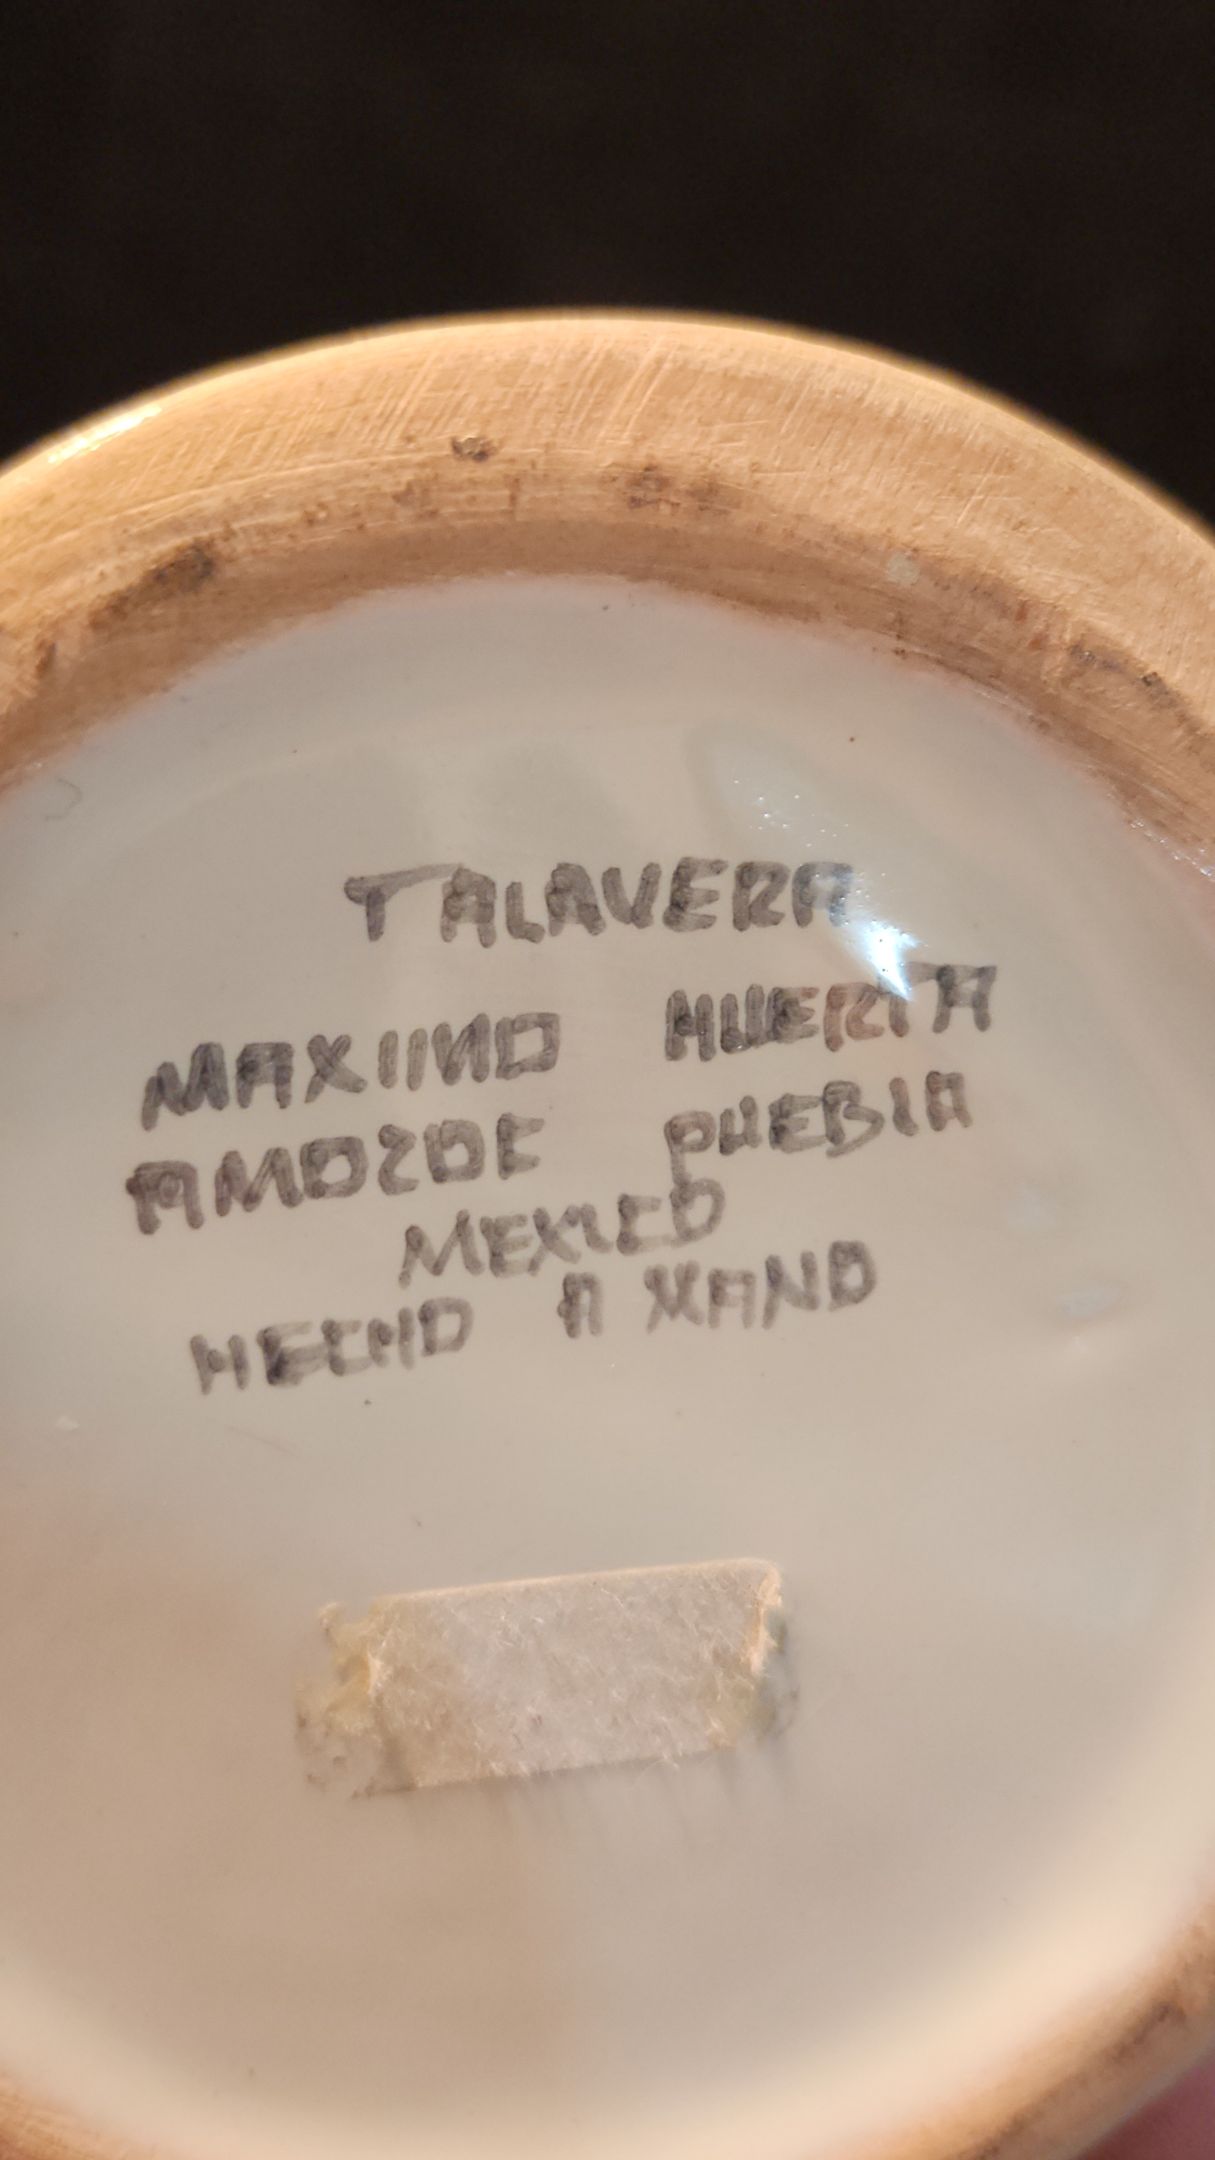 TALAVERA
MAXIMO HUERTA
AMOZOC PUEBLA
MEXICO
HECHO A MANO